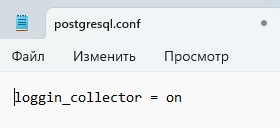 postgresql.conf
Файл Изменить Просмотр
loggin_collector = on